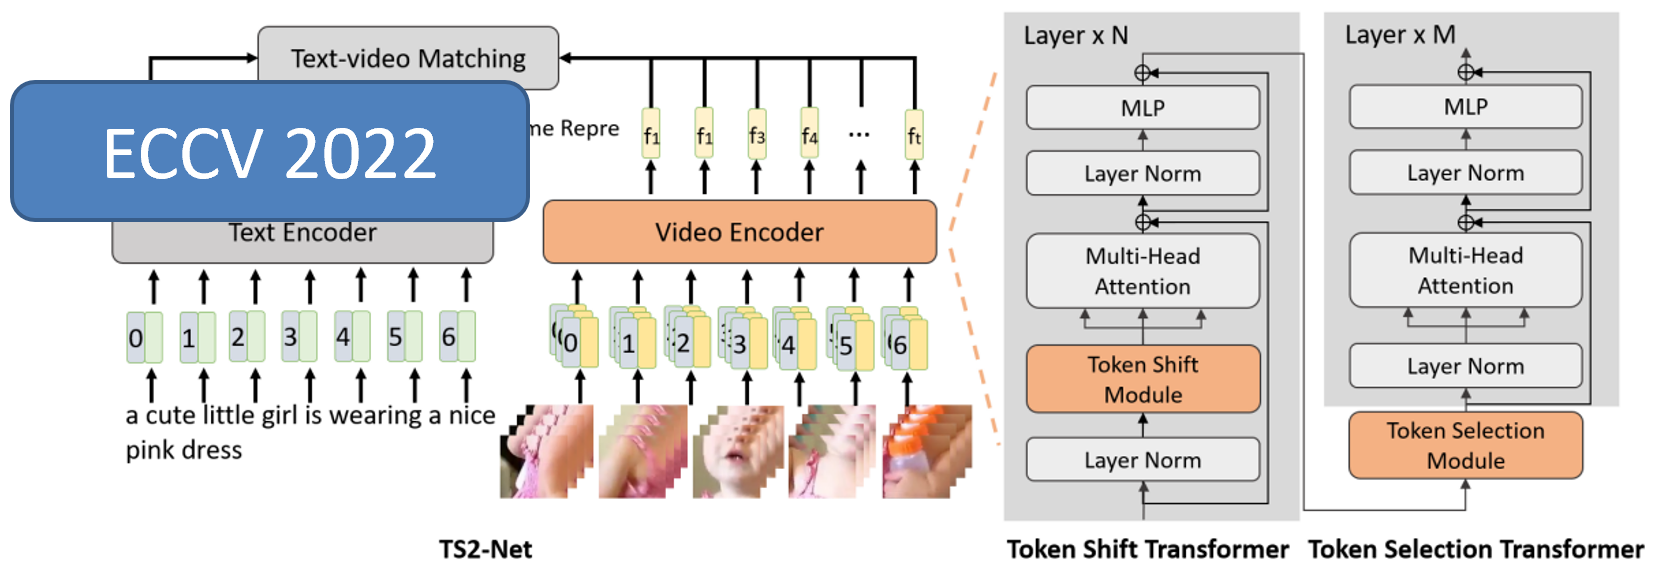 Text-video Matching
ECCV 2022
me Repre
f1
f1
f3
f4
...
ft
Text Encoder
Video Encoder
0
1
2
3
4
5
6
0
1
2
3
4
5
6
a cute little girl is wearing a nice
pink dress
TS2-Net
Layer x N
MLP
Layer Norm
Multi-Head
Attention
Token Shift
Module
Layer Norm
Token Shift Transformer
Layer x M
MLP
Layer Norm
Multi-Head
Attention
Layer Norm
Token Selection
Module
Token Selection Transformer